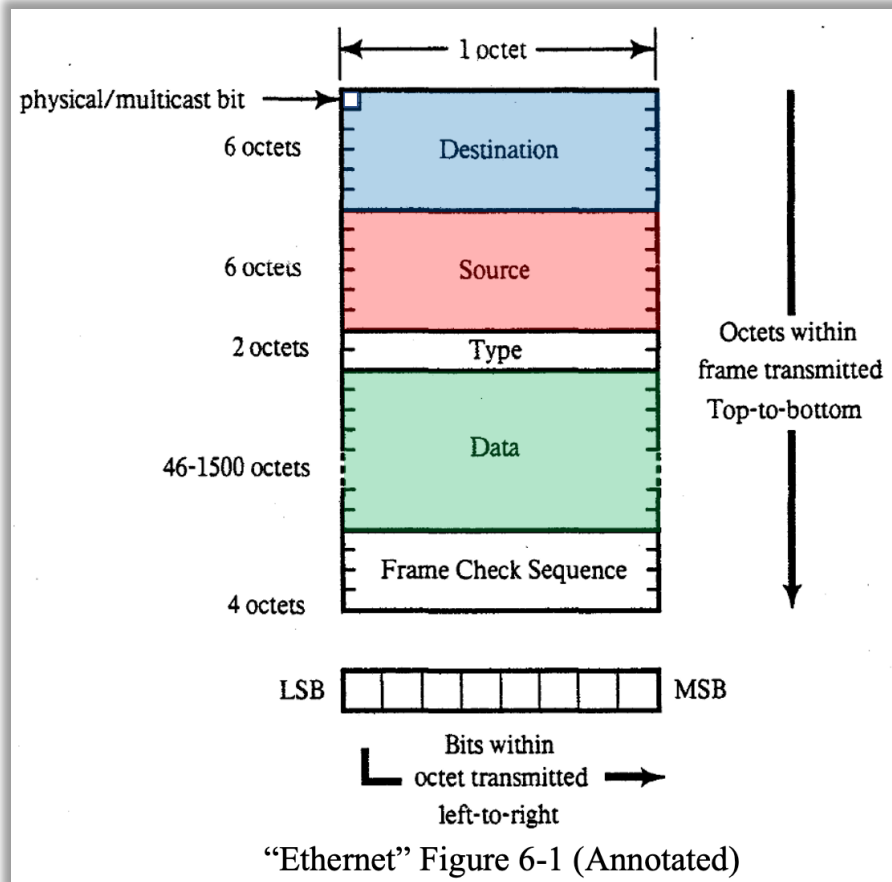 1 octet
physical/multicast bit
6 octets
Destination
6 octets
Source
2 octets
Type
Octets within
frame transmitted
Top-to-bottom
46-1500 octets
Data
Frame Check Sequence
4 octets
LSB
MSB
Bits within
octet transmitted
left-to-right
“Ethernet” Figure 6-1 (Annotated)